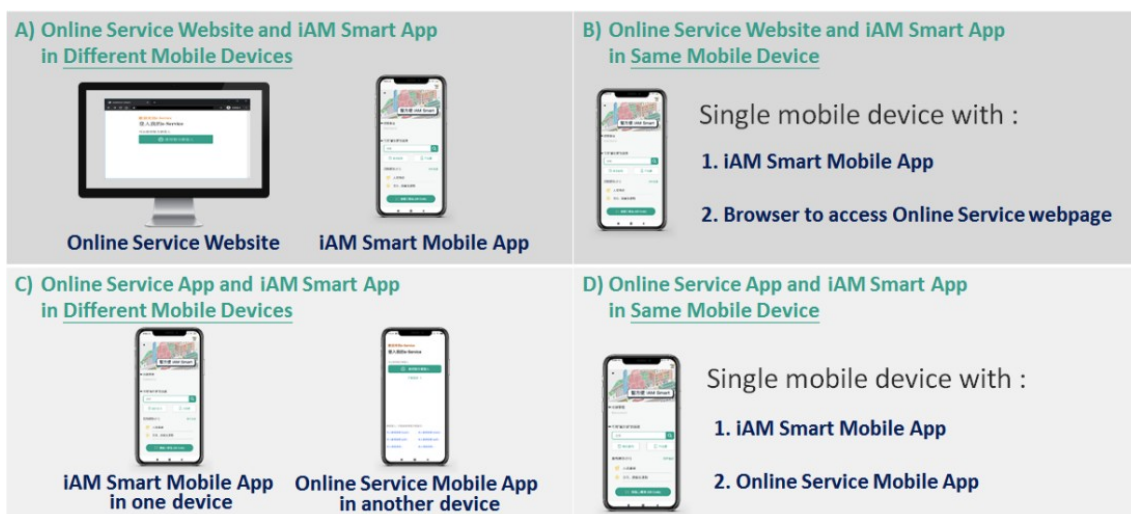 A) Online Service Website and iAM Smart App
in Different Mobile Devices
Online Service Website
iAM Smart Mobile App
B) Online Service Website and iAM Smart App
in Same Mobile Device
Single mobile device with :
1. iAM Smart Mobile App
2. Browser to access Online Service webpage
C) Online Service App and iAM Smart App
in Different Mobile Devices
iAM Smart Mobile App
in one device
Online Service Mobile App
in another device
D) Online Service App and iAM Smart App
in Same Mobile Device
Single mobile device with :
1. iAM Smart Mobile App
2. Online Service Mobile App